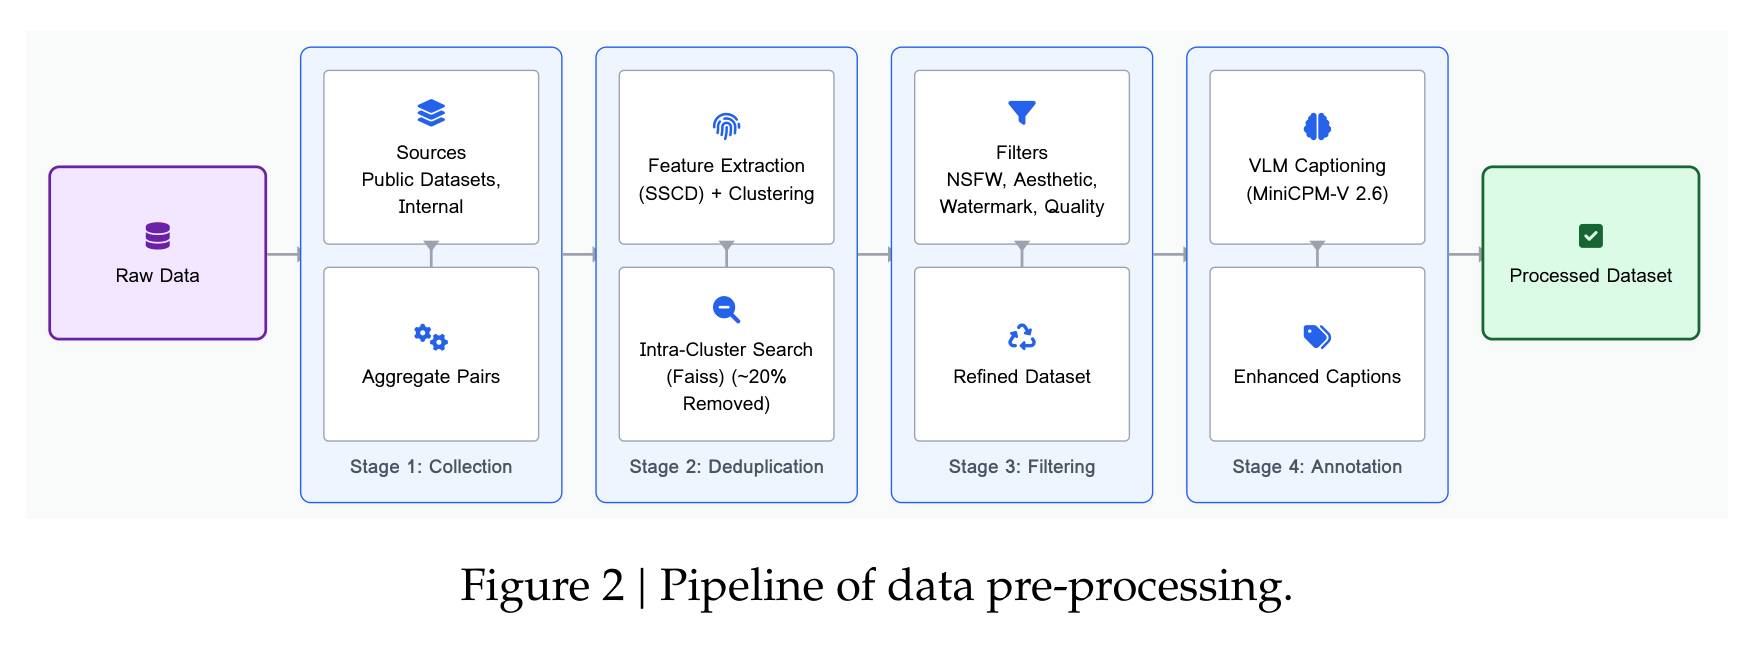 Raw Data
Sources
Public Datasets,
Internal
Aggregate Pairs
Stage 1: Collection
Feature Extraction
(SSCD) + Clustering
Intra-Cluster Search
(Faiss) (~20%
Removed)
Stage 2: Deduplication
Filters
NSFW, Aesthetic,
Watermark, Quality
Refined Dataset
Stage 3: Filtering
VLM Captioning
(MiniCPM-V 2.6)
Enhanced Captions
Stage 4: Annotation
Processed Dataset
Figure 2 | Pipeline of data pre-processing.